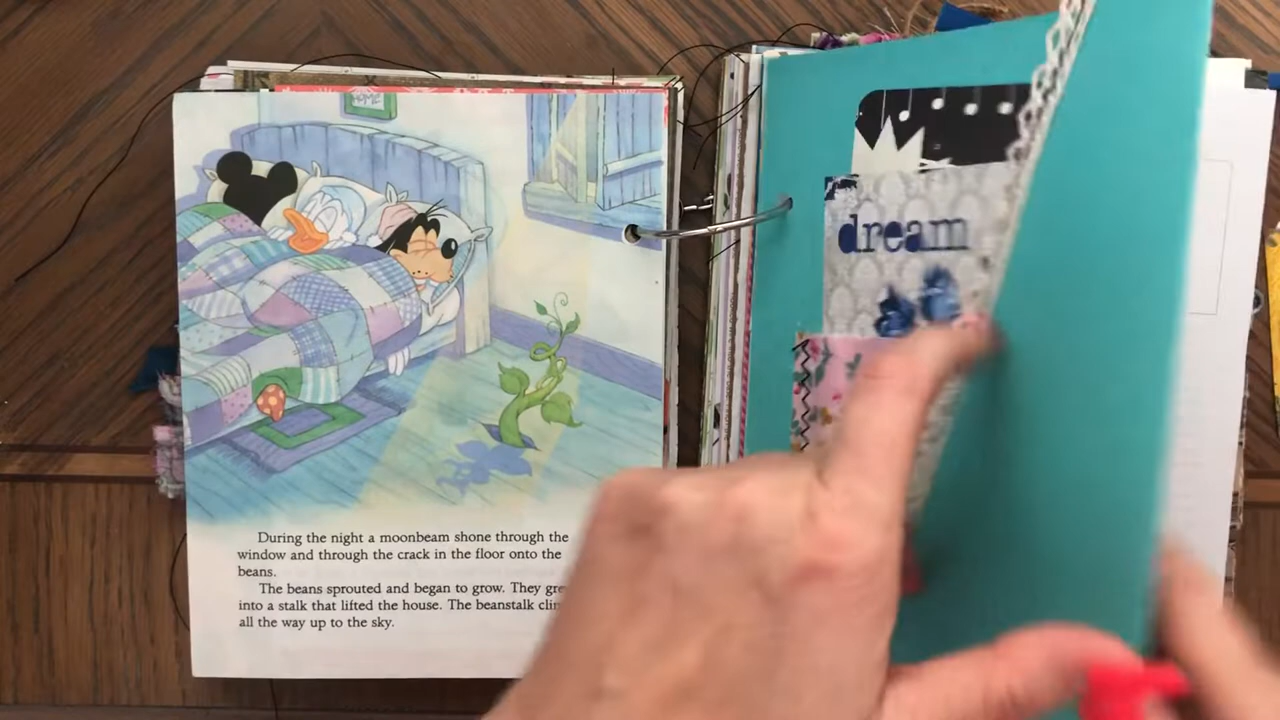 HOME
During the night a moonbeam shone through the
window and through the crack in the floor onto the
beans.
The beans sprouted and began to grow. They
into a stalk that lifted the house. The beanstalk
all the way up to the sky.
dream